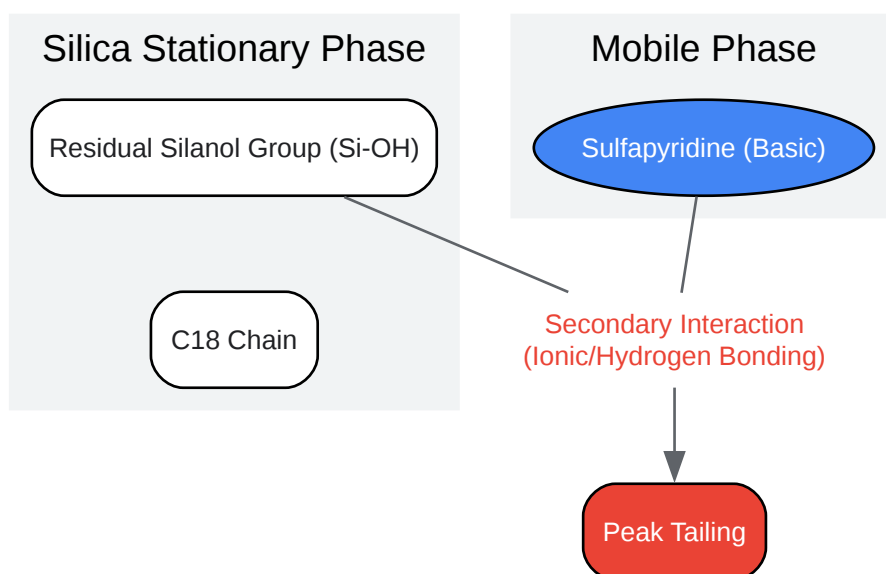 Silica Stationary Phase
Mobile Phase
Residual Silanol Group (Si-OH)
Sulfapyridine (Basic)
C18 Chain
Secondary Interaction
(Ionic/Hydrogen Bonding)
Peak Tailing